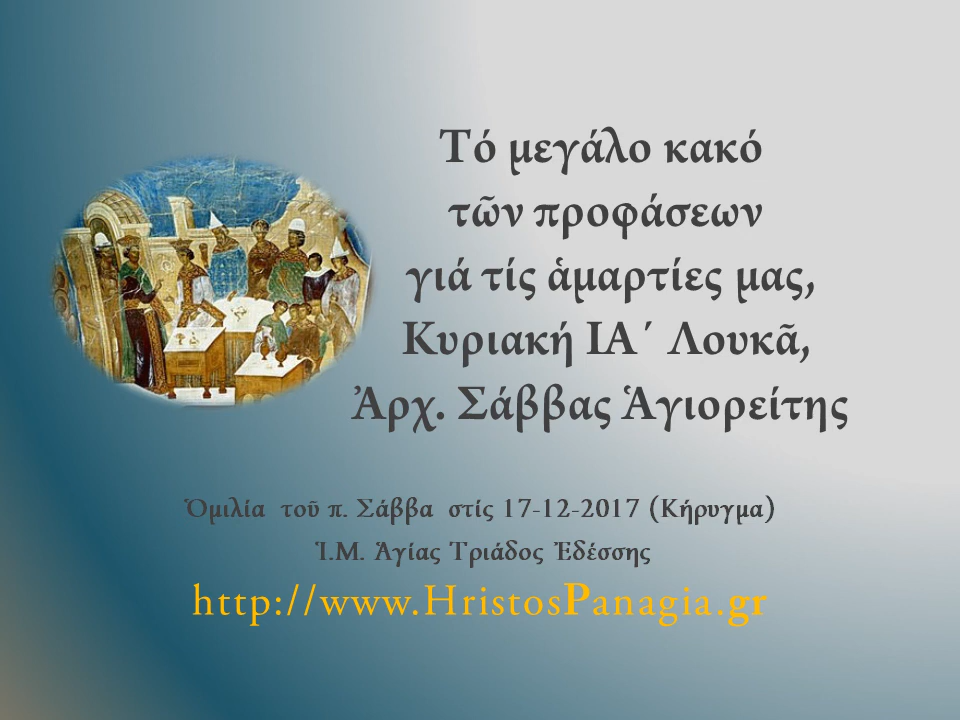 Τό μεγάλο κακό
τῶν προφάσεων
γιά τίς ἁμαρτίες μας,
Κυριακή ΙΑ΄ Λουκᾶ,
Ἀρχ. Σάββας Ἁγιορείτης
Ὁμιλία τοῦ π. Σάββα στίς 17-12-2017 (Κήρυγμα)
Ἱ.Μ. Ἁγίας Τριάδος Ἐδέσσης
http://www.HristosPanagia.gr